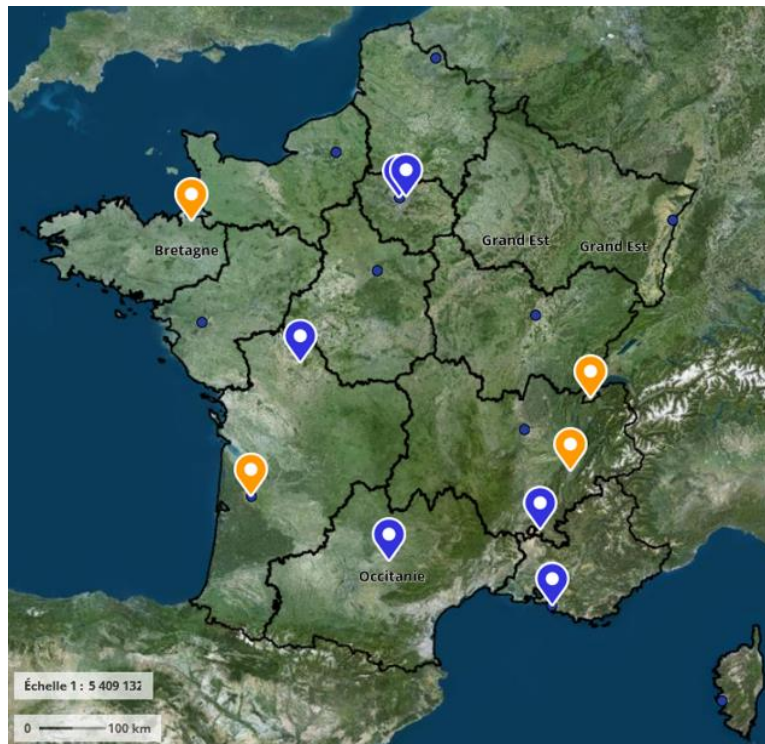 Bretagne
Grand Est
Grand Est
Occitanie
Échelle 1 : 5 409 132
0 100 km